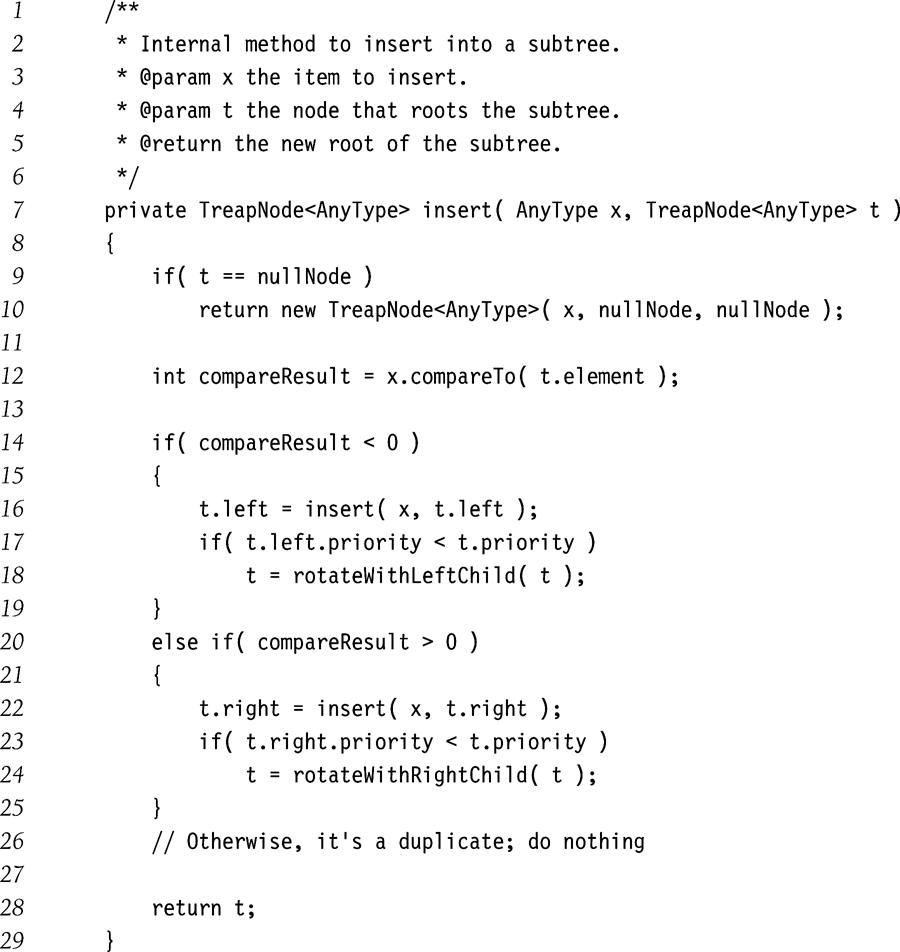 1 /**
2 * Internal method to insert into a subtree.
3 * @param x the item to insert.
4 * @param t the node that roots the subtree.
5 * @return the new root of the subtree.
6 */
7 private TreapNode<AnyType> insert( AnyType x, TreapNode<AnyType> t )
8 {
9 if( t == nullNode )
10 return new TreapNode<AnyType>( x, nullNode, nullNode );
11
12 int compareResult = x.compareTo( t.element );
13
14 if( compareResult < 0 )
15 {
16 t.left = insert( x, t.left );
17 if( t.left.priority < t.priority )
18 t = rotateWithLeftChild( t );
19 }
20 else if( compareResult > 0 )
21 {
22 t.right = insert( x, t.right );
23 if( t.right.priority < t.priority )
24 t = rotateWithRightChild( t );
25 }
26 // Otherwise, it's a duplicate; do nothing
27
28 return t;
29 }